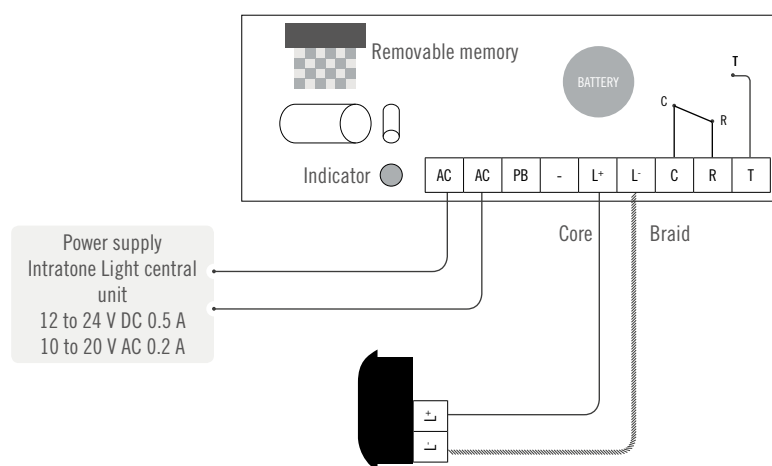 Removable memory
BATTERY
T
C
R
Indicator
AC AC PB - L+ L- C R T
Core Braid
Power supply
Intratone Light central
unit
12 to 24 V DC 0.5 A
10 to 20 V AC 0.2 A
L+
L-